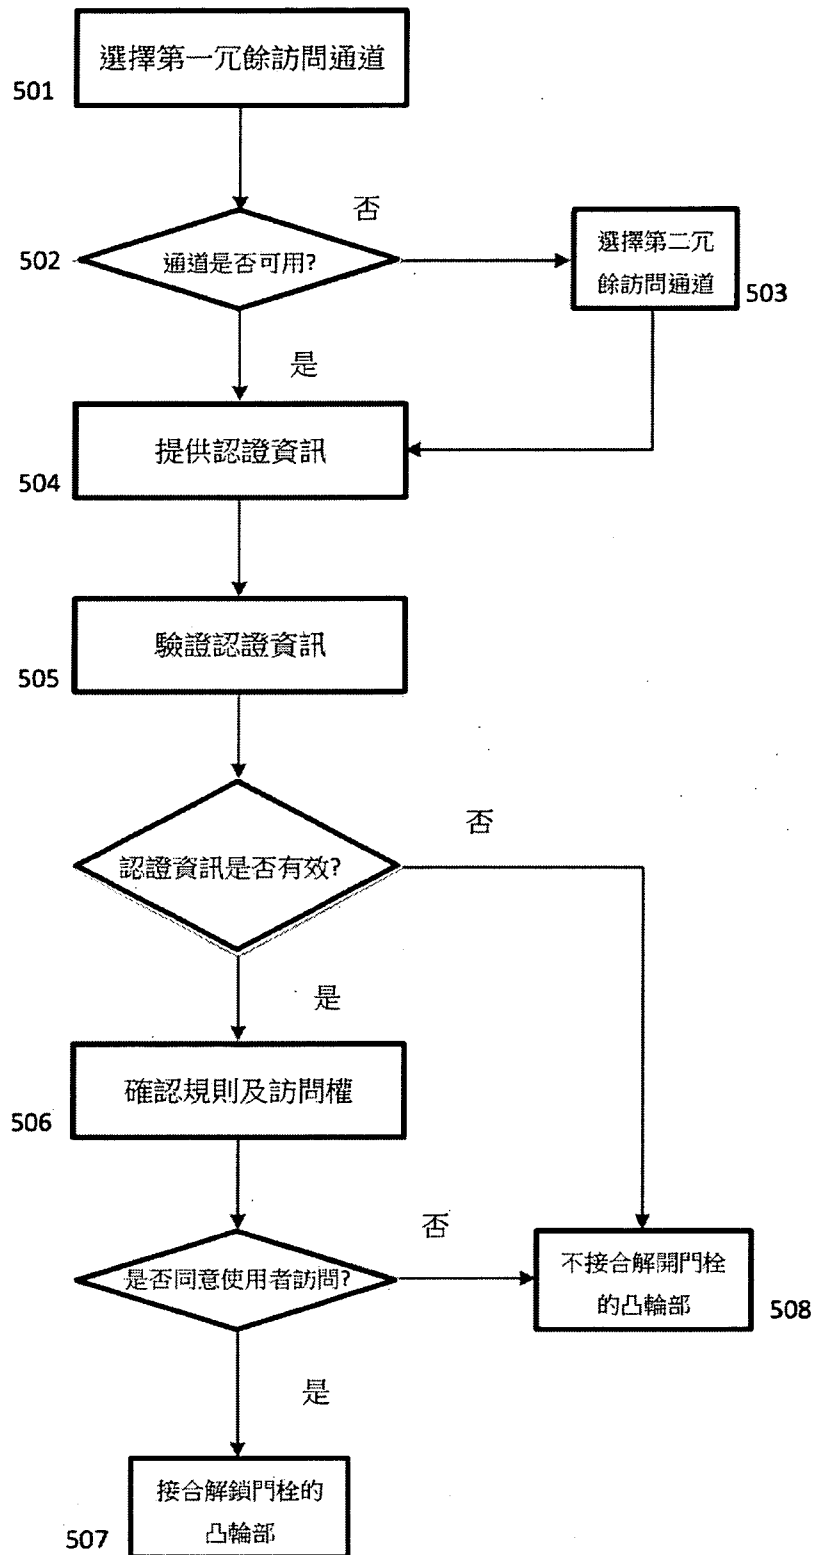 選擇第一冗餘訪問通道
501
否
502
通道是否可用?
選擇第二冗
餘訪問通道
503
是
提供認證資訊
504
驗證認證資訊
505
否
認證資訊是否有效?
是
確認規則及訪問權
506
否
是否同意使用者訪問?
不接合解開門栓
的凸輪部
508
是
接合解鎖門栓的
凸輪部
507